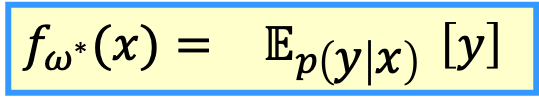 f_{ω*}(x) = 𝔼_{p(y|x)} [y]